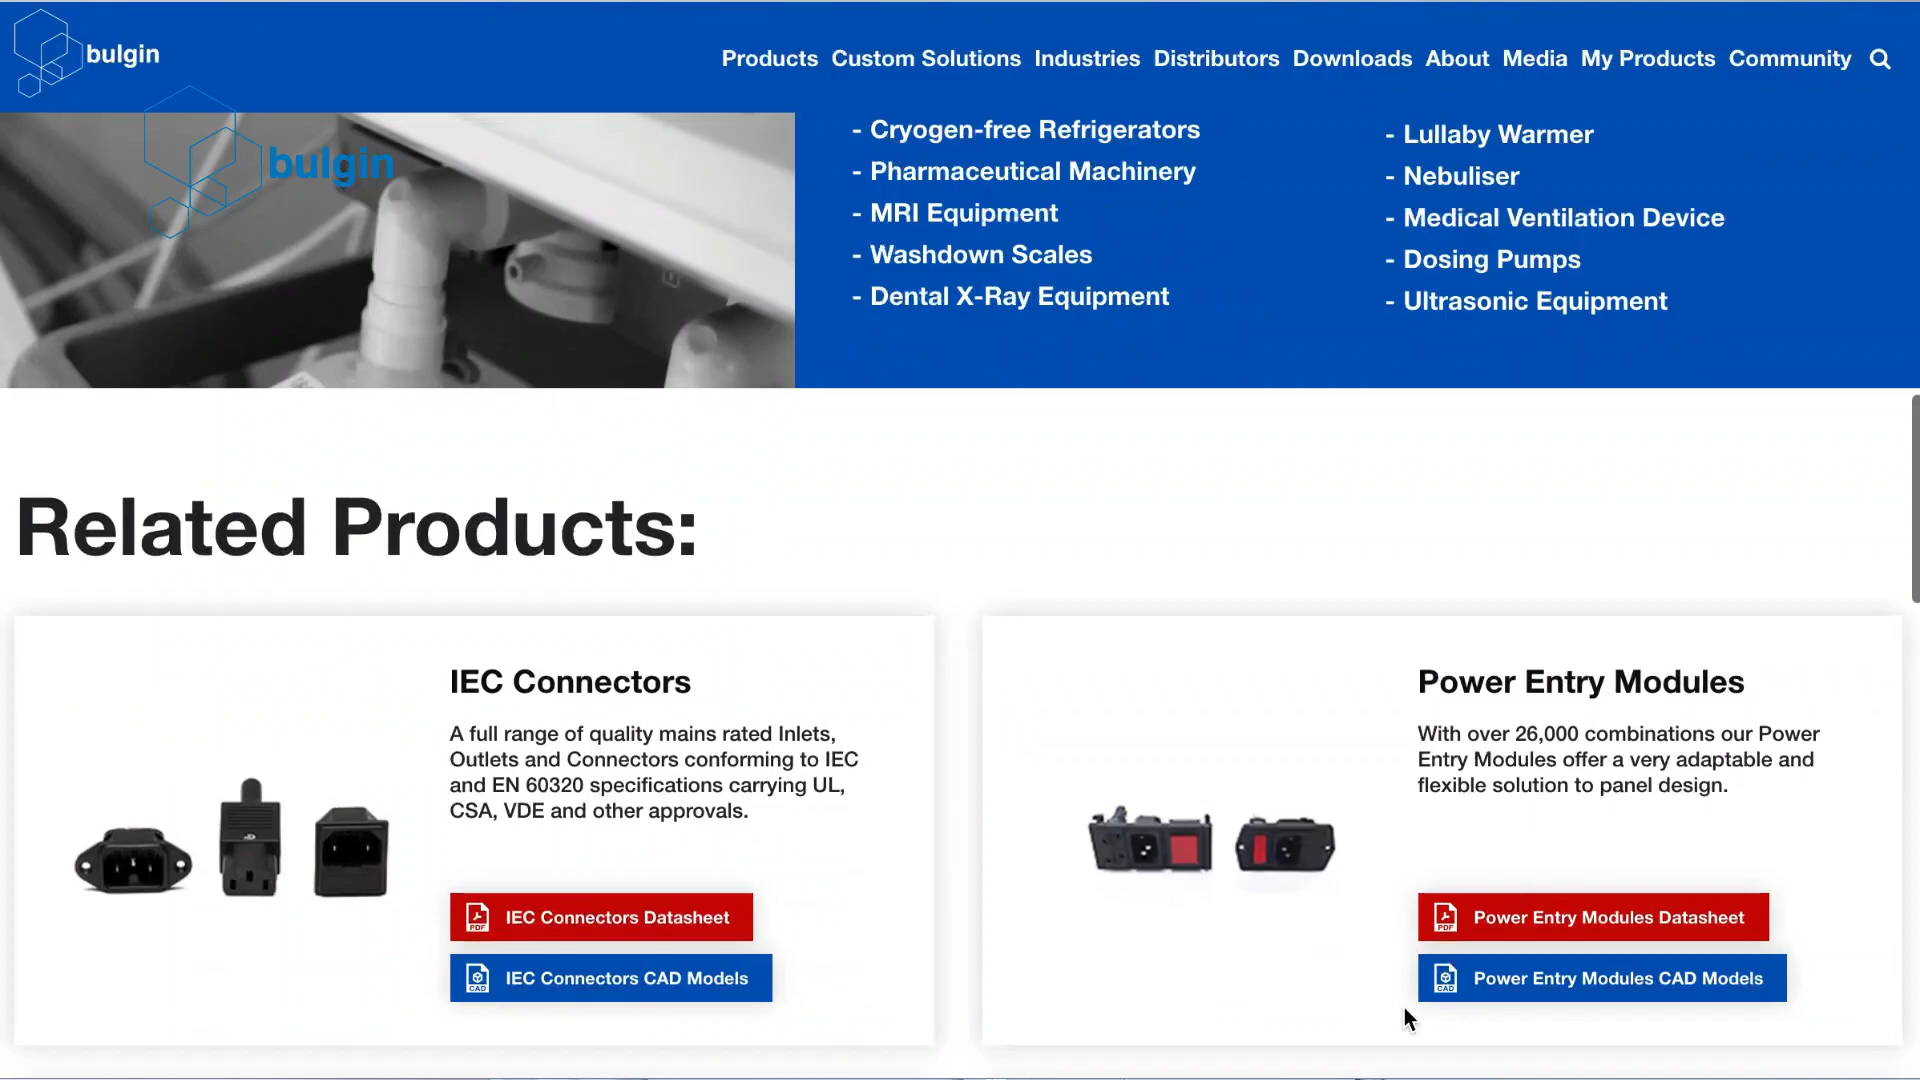 bulgin
Products Custom Solutions Industries Distributors Downloads About Media My Products Community
bulgin
- Cryogen-free Refrigerators
- Pharmaceutical Machinery
- MRI Equipment
- Washdown Scales
- Dental X-Ray Equipment
- Lullaby Warmer
- Nebuliser
- Medical Ventilation Device
- Dosing Pumps
- Ultrasonic Equipment
Related Products:
IEC Connectors
A full range of quality mains rated Inlets,
Outlets and Connectors conforming to IEC
and EN 60320 specifications carrying UL,
CSA, VDE and other approvals.
PDF IEC Connectors Datasheet
CAD IEC Connectors CAD Models
Power Entry Modules
With over 26,000 combinations our Power
Entry Modules offer a very adaptable and
flexible solution to panel design.
PDF Power Entry Modules Datasheet
CAD Power Entry Modules CAD Models